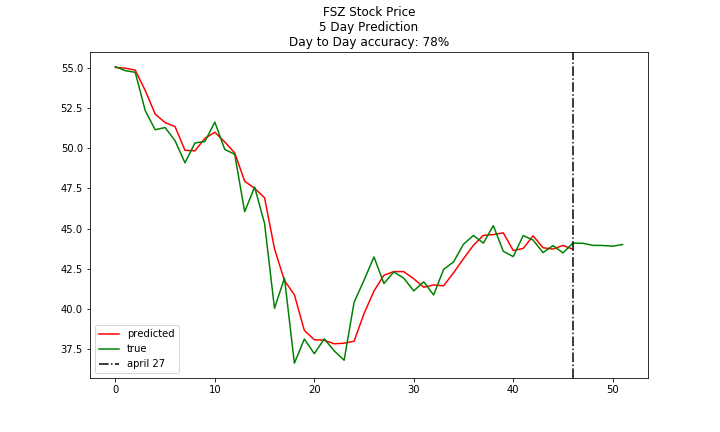 FSZ Stock Price
5 Day Prediction
Day to Day accuracy: 78%
55.0
52.5
50.0
47.5
45.0
42.5
40.0
37.5
predicted
true
april 27
0
10
20
30
40
50